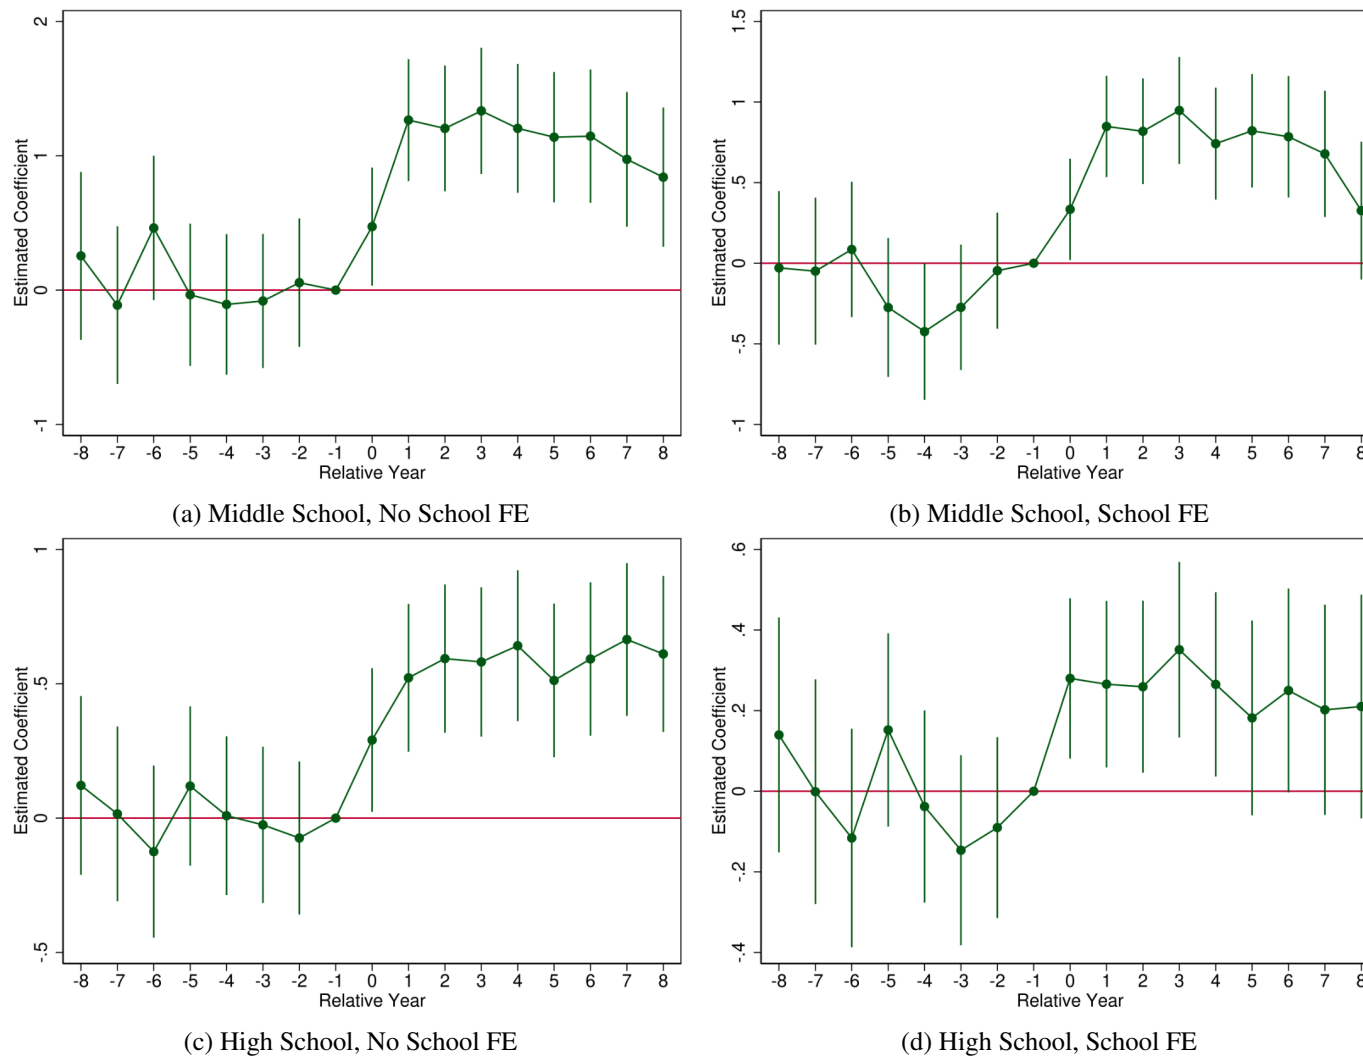 2
1
0
-1
Estimated Coefficient
-8 -7 -6 -5 -4 -3 -2 -1 0 1 2 3 4 5 6 7 8
Relative Year
(a) Middle School, No School FE
1.5
1
.5
0
-.5
-1
Estimated Coefficient
-8 -7 -6 -5 -4 -3 -2 -1 0 1 2 3 4 5 6 7 8
Relative Year
(b) Middle School, School FE
1
.5
0
-.5
Estimated Coefficient
-8 -7 -6 -5 -4 -3 -2 -1 0 1 2 3 4 5 6 7 8
Relative Year
(c) High School, No School FE
.6
.4
.2
0
-.2
-.4
Estimated Coefficient
-8 -7 -6 -5 -4 -3 -2 -1 0 1 2 3 4 5 6 7 8
Relative Year
(d) High School, School FE